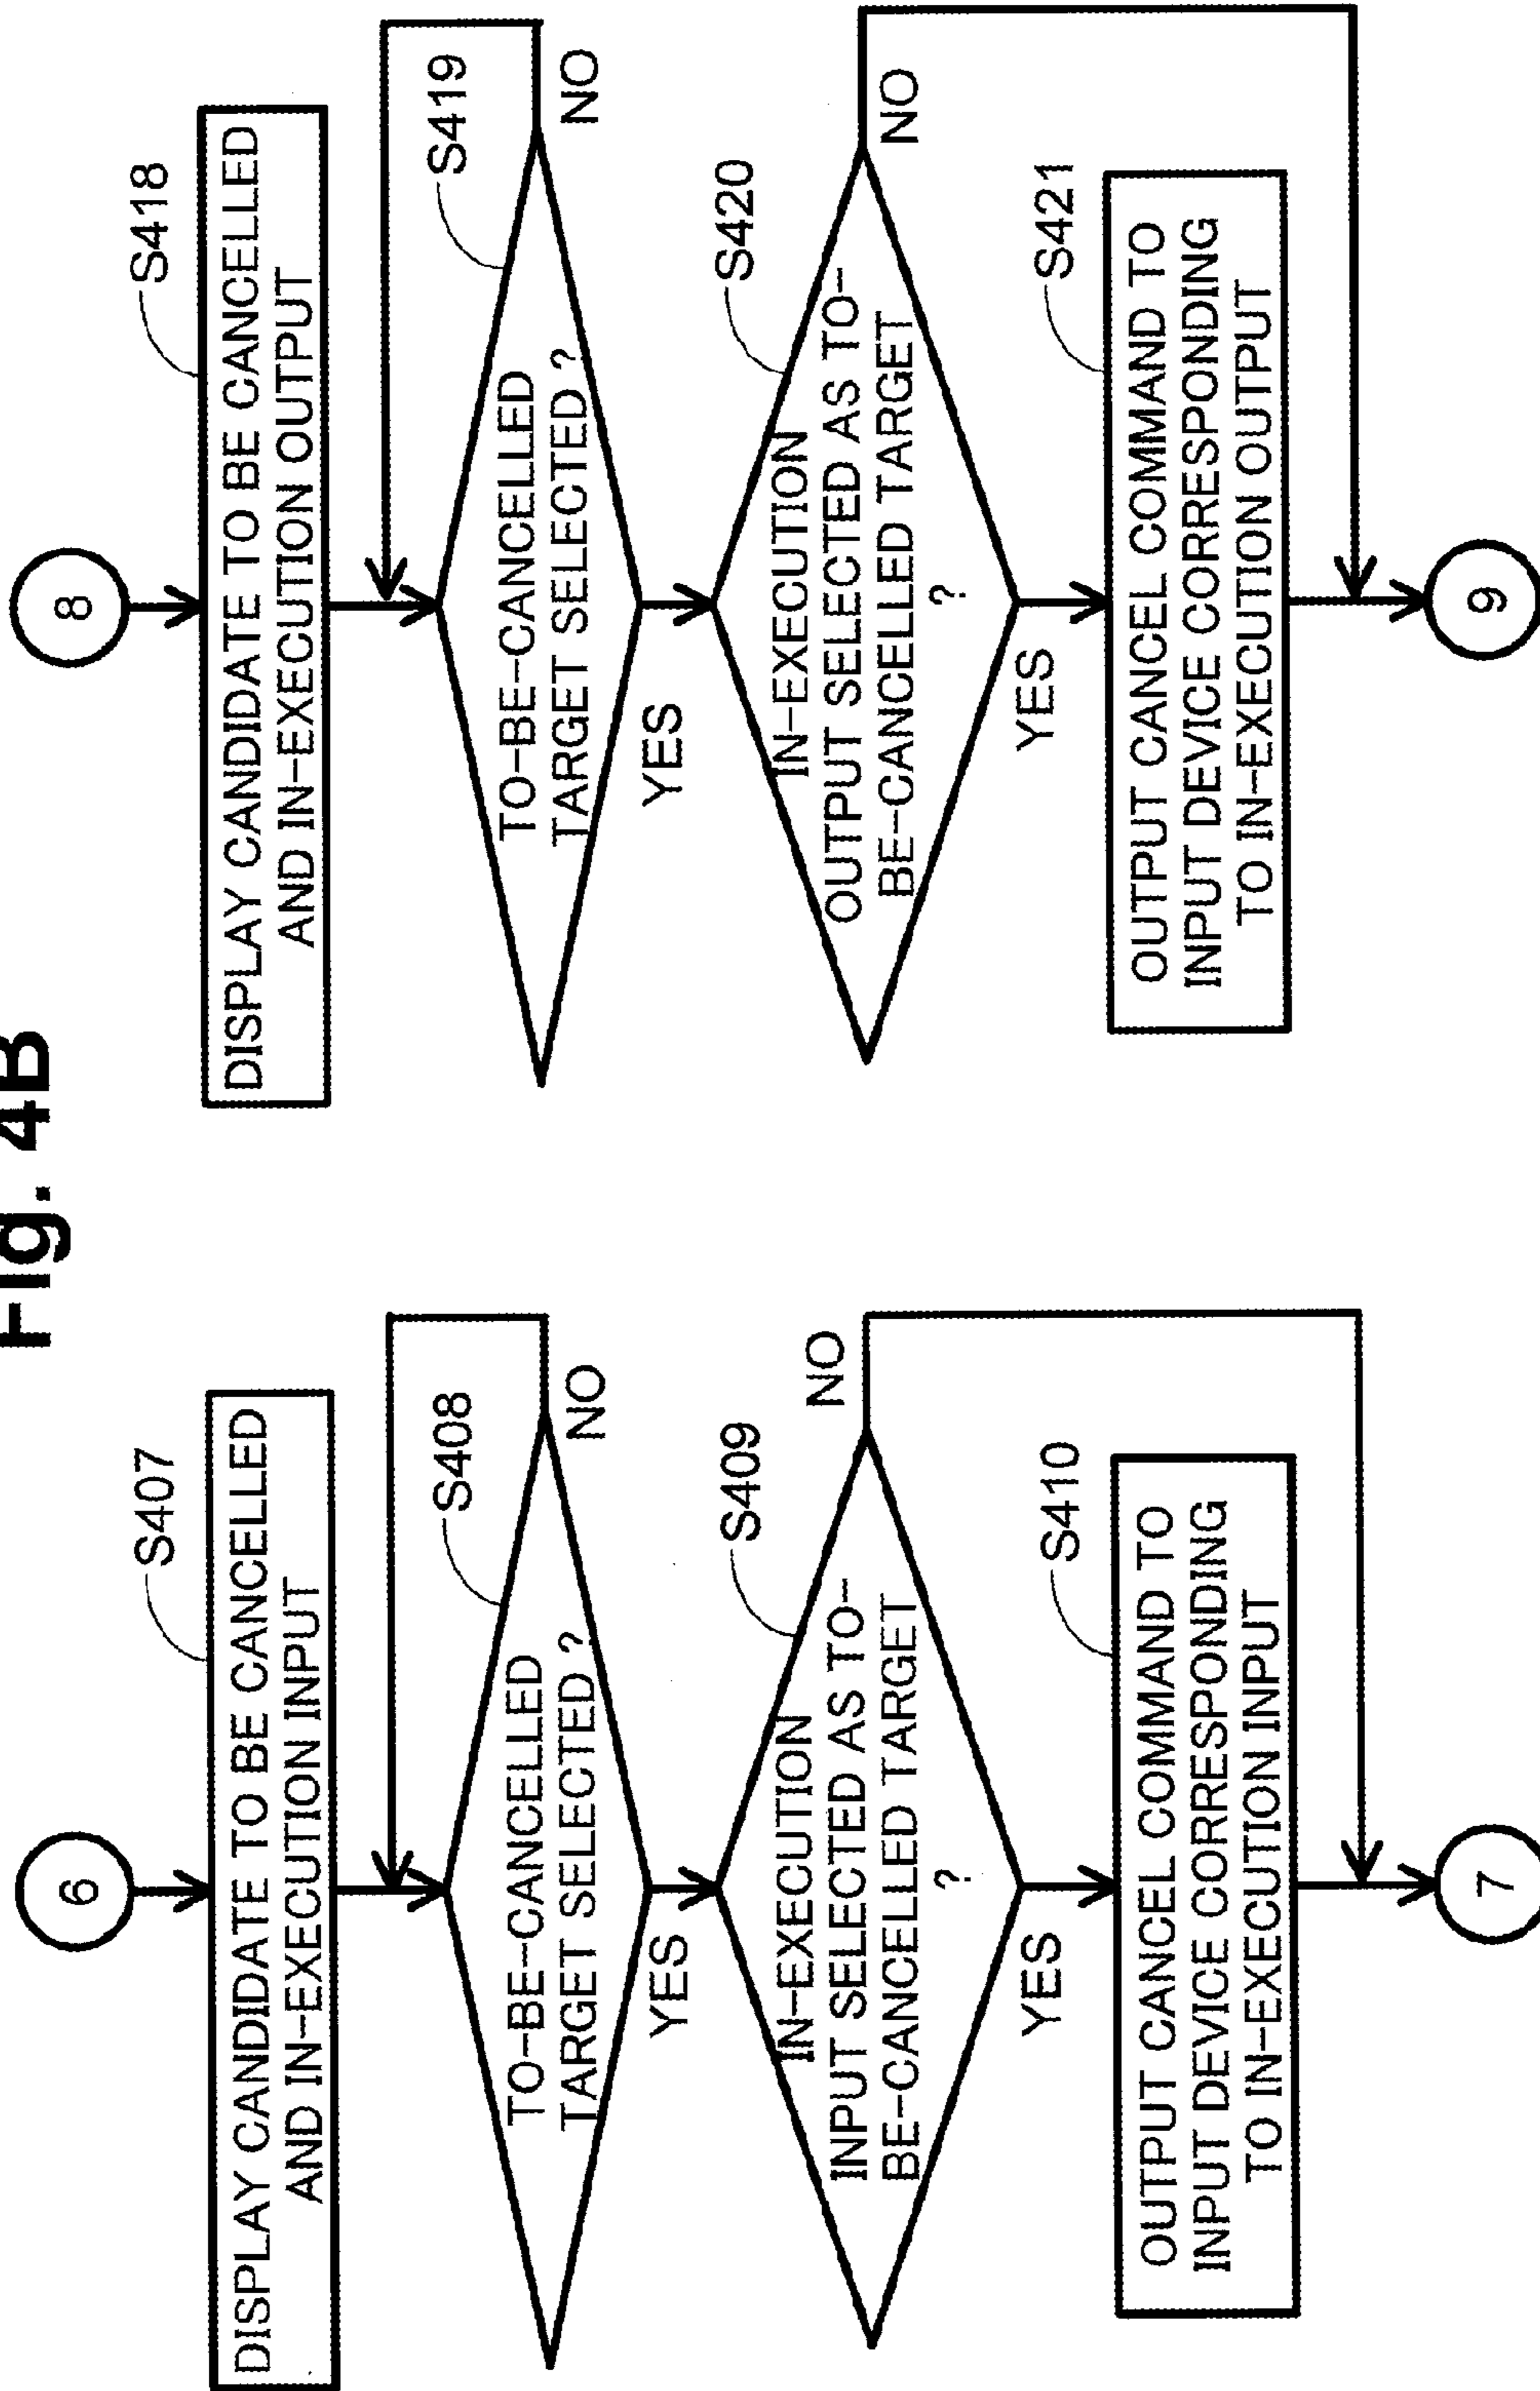 Fig. 4B
6
DISPLAY CANDIDATE TO BE CANCELLED
AND IN-EXECUTION INPUT
S407
TO-BE-CANCELLED
TARGET SELECTED ?
S408
NO
YES
IN-EXECUTION
INPUT SELECTED AS TO-
BE-CANCELLED TARGET
?
S409
NO
YES
OUTPUT CANCEL COMMAND TO
INPUT DEVICE CORRESPONDING
TO IN-EXECUTION INPUT
S410
7
8
DISPLAY CANDIDATE TO BE CANCELLED
AND IN-EXECUTION OUTPUT
S418
TO-BE-CANCELLED
TARGET SELECTED ?
S419
NO
YES
IN-EXECUTION
OUTPUT SELECTED AS TO-
BE-CANCELLED TARGET
?
S420
NO
YES
OUTPUT CANCEL COMMAND TO
INPUT DEVICE CORRESPONDING
TO IN-EXECUTION OUTPUT
S421
9